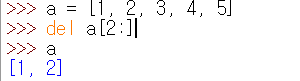 >>> a = [1, 2, 3, 4, 5]
>>> del a[2:]
>>> a
[1, 2]